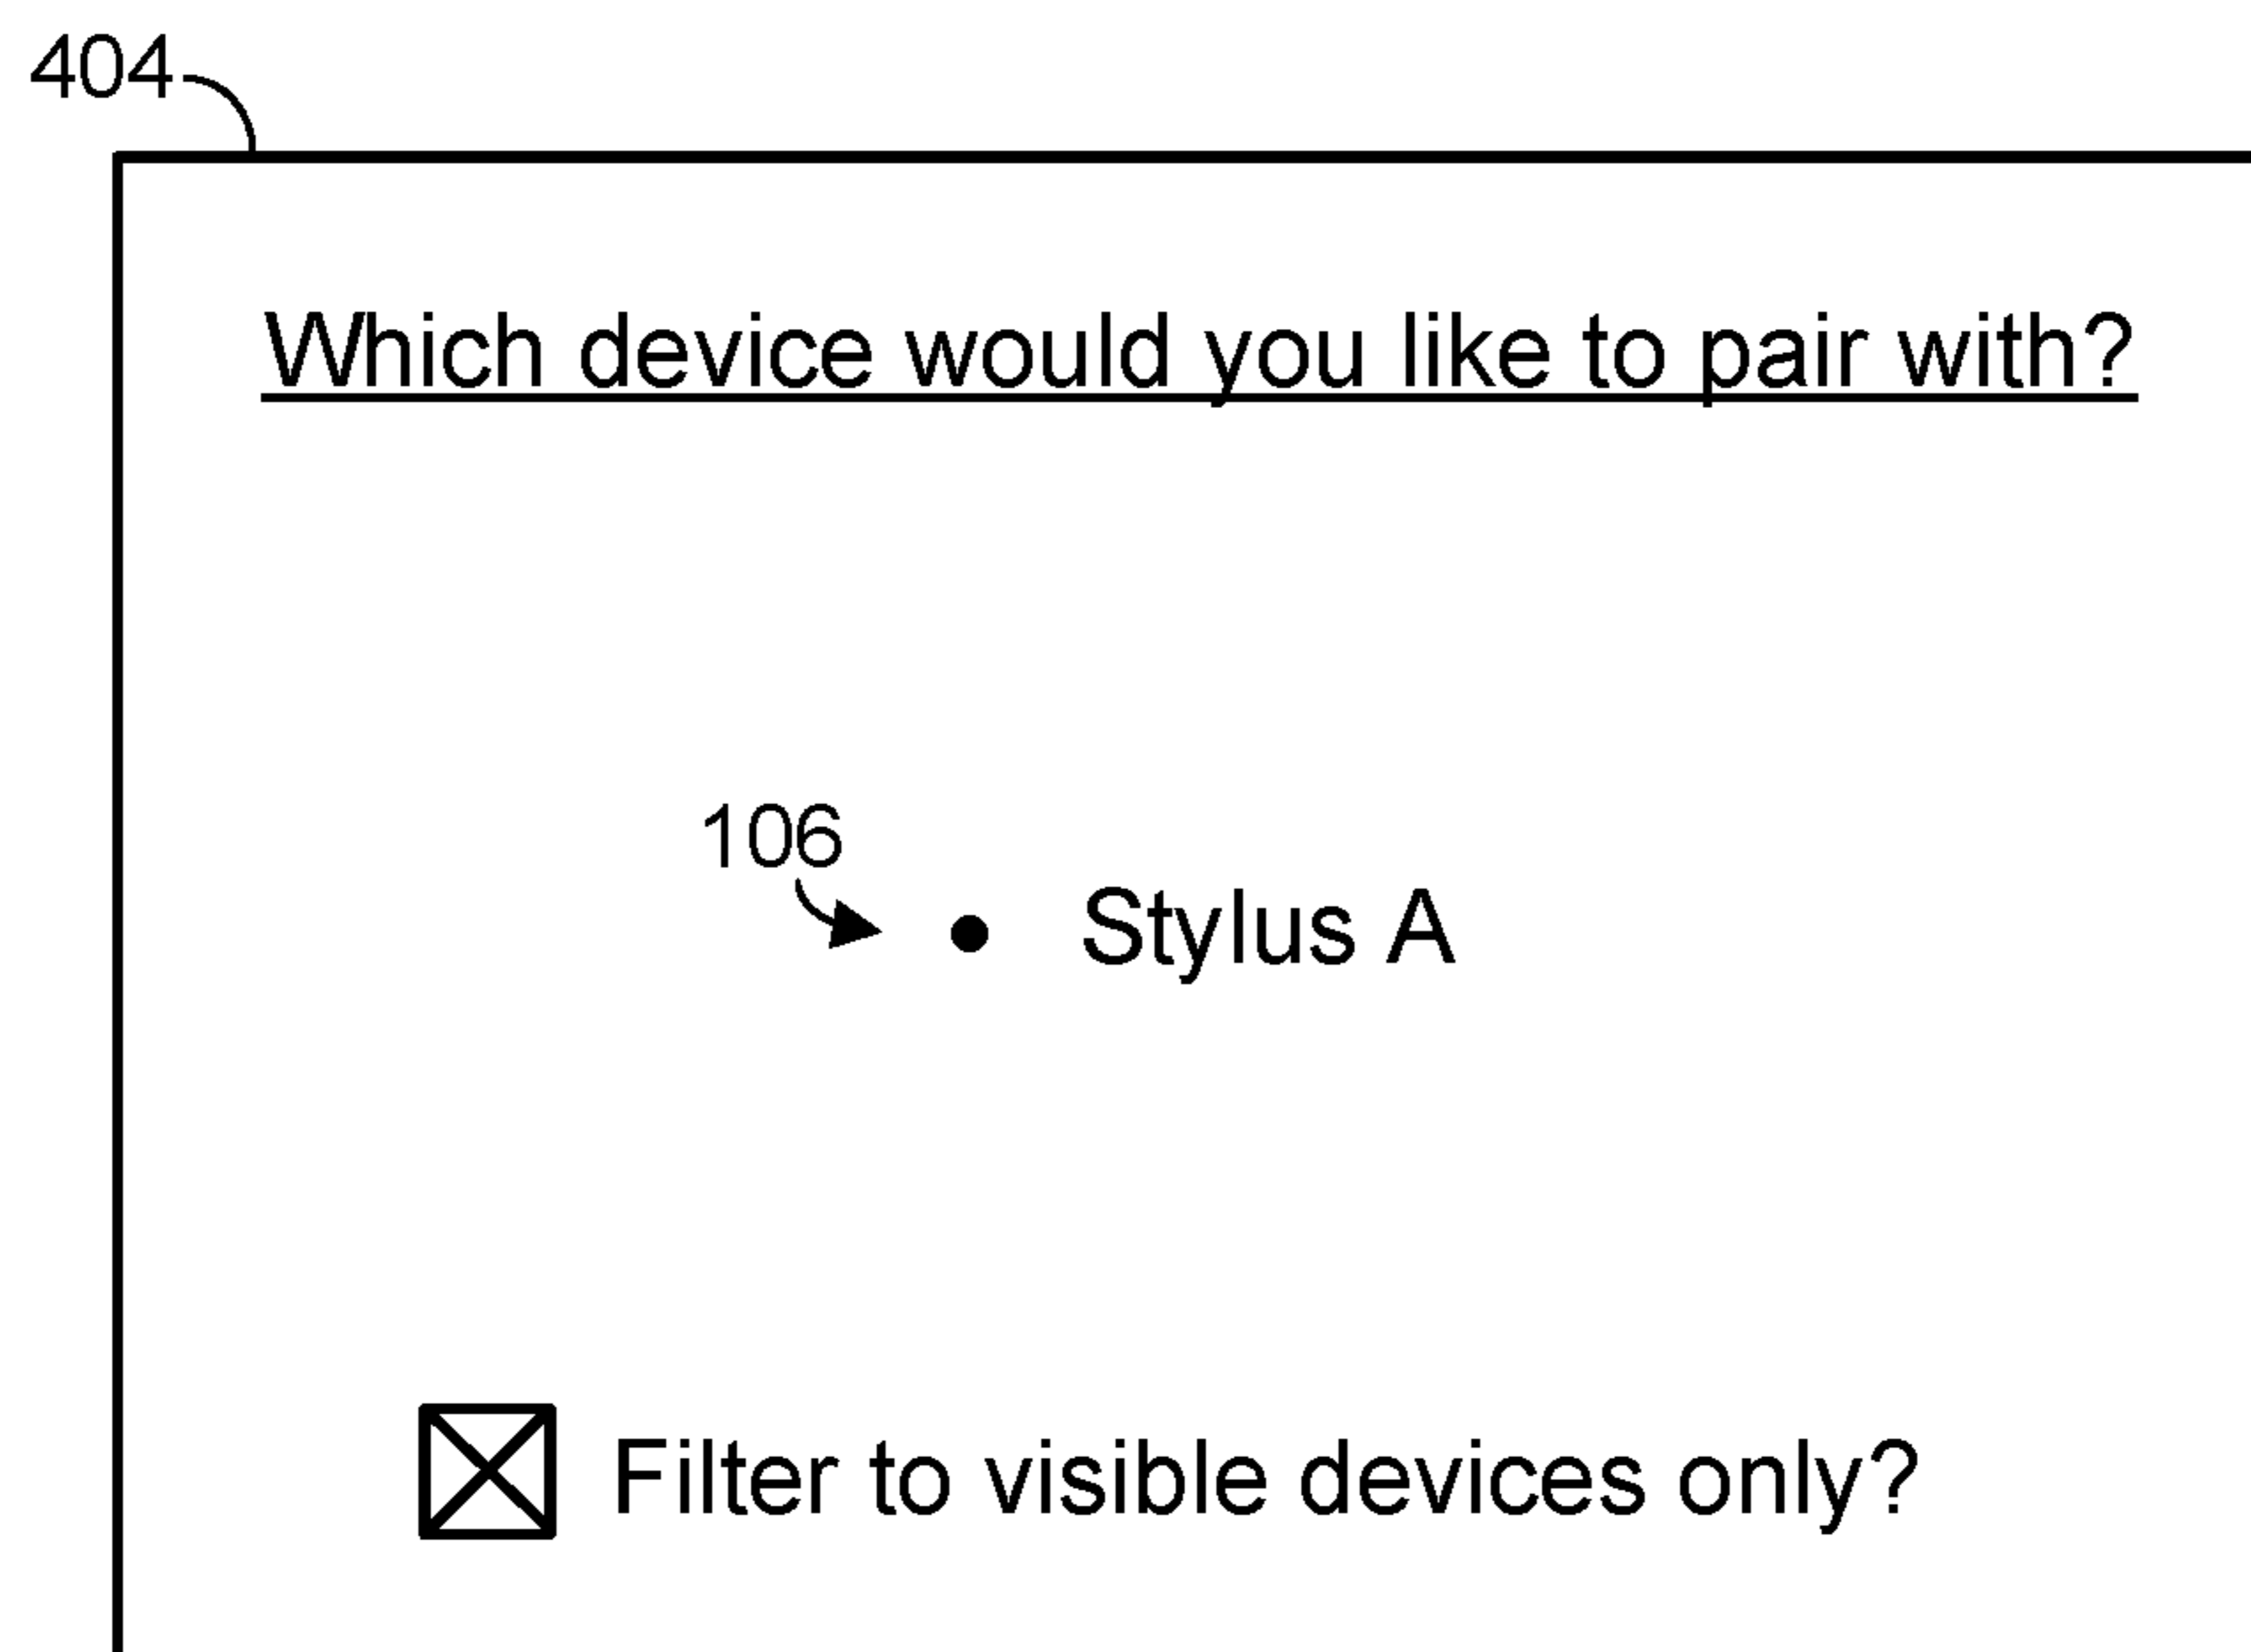 404
Which device would you like to pair with?
106
• Stylus A
Filter to visible devices only?